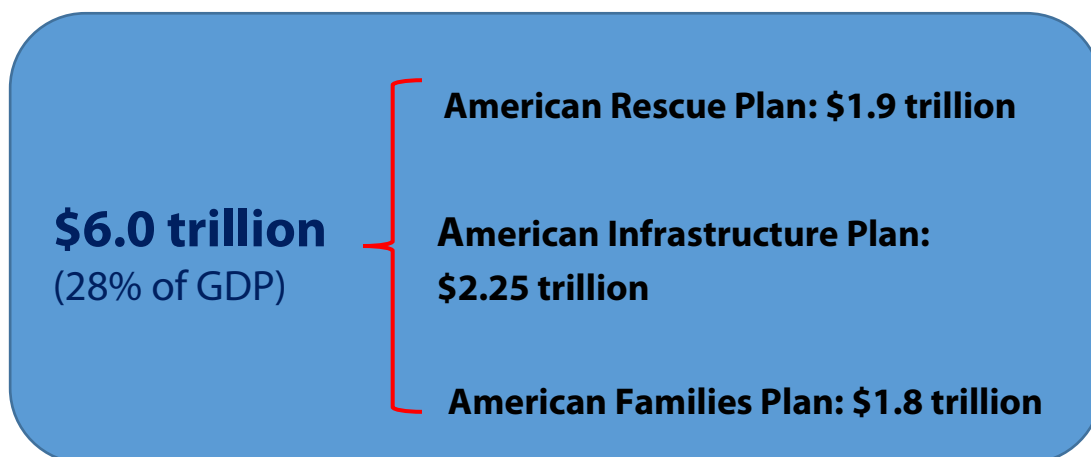 $6.0 trillion
(28% of GDP)
American Rescue Plan: $1.9 trillion
American Infrastructure Plan:
$2.25 trillion
American Families Plan: $1.8 trillion